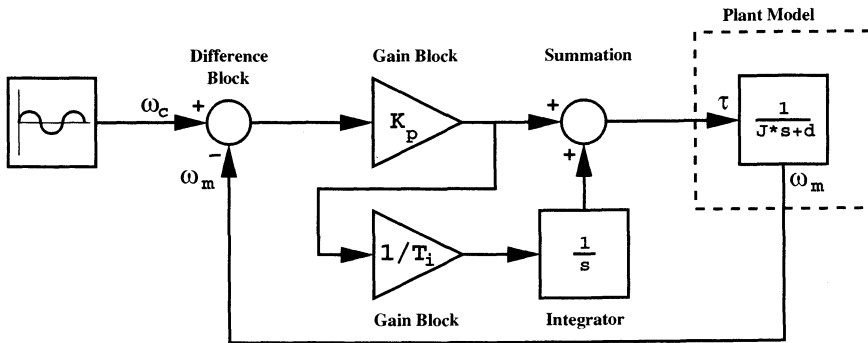 Plant Model
Difference
Block
Gain Block
Summation
ω_c
+
−
ω_m
K_p
+
+
τ
1
J*s+d
ω_m
1/T_i
1
s
Gain Block
Integrator